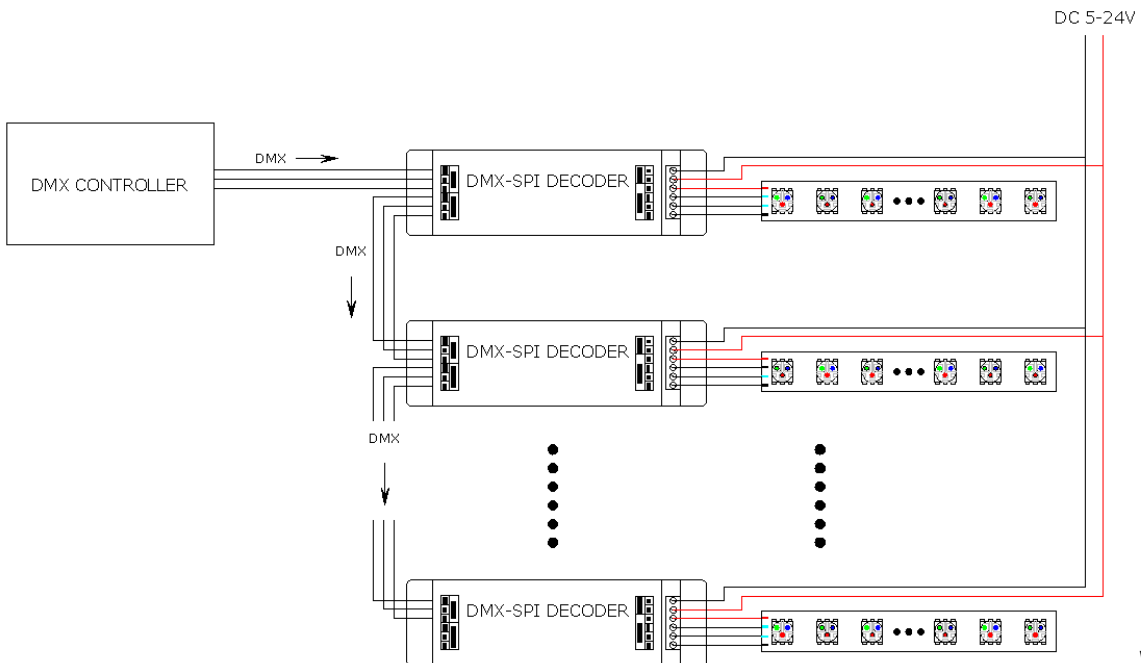 DC 5-24V
DMX
DMX CONTROLLER
DMX-SPI DECODER
DMX
DMX-SPI DECODER
DMX
DMX-SPI DECODER